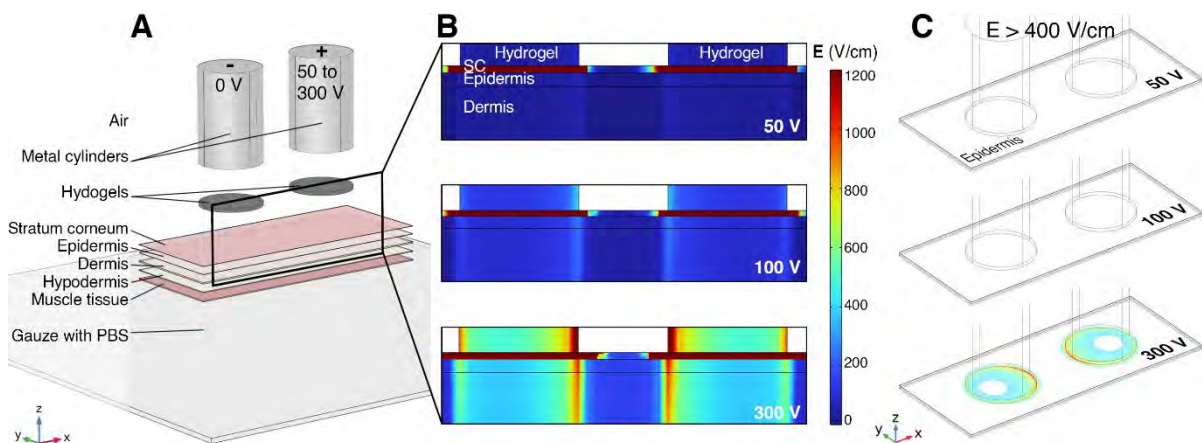 A
-
0 V
+
50 to
300 V
Air
Metal cylinders
Hydogels
Stratum corneum
Epidermis
Dermis
Hypodermis
Muscle tissue
Gauze with PBS
z
y
x
B
Hydrogel
Hydrogel
SC
Epidermis
Dermis
50 V
100 V
300 V
E (V/cm)
1200
1000
800
600
400
200
0
C
E > 400 V/cm
50 V
Epidermis
100 V
300 V
z
y
x